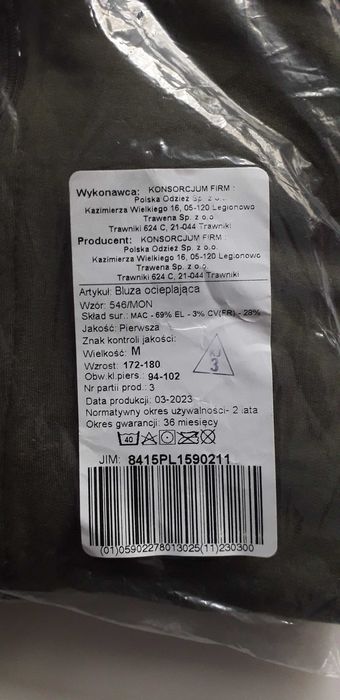 Wykonawca: KONSORCJUM FIRM :
Polska Odzież Sp. z o.o.
Kazimierza Wielkiego 16, 05-120 Legionowo
Trawena Sp. z o.o.
Trawniki 624 C, 21-044 Trawniki
Producent: KONSORCJUM FIRM :
Polska Odzież Sp. z o.o.
Kazimierza Wielkiego 16, 05-120 Legionowo
Trawena Sp. z o.o.
Trawniki 624 C, 21-044 Trawniki
Artykuł: Bluza ocieplająca
Wzór: 546/MON
Skład sur.: MAC - 69% EL - 3% CV(FR) - 28%
Jakość: Pierwsza
Znak kontroli jakości:
KJ
3
Wielkość: M
Wzrost: 172-180
Obw.kl.piers.: 94-102
Nr partii prod.: 3
Data produkcji: 03-2023
Normatywny okres używalności- 2 lata
Okres gwarancji: 36 miesięcy
40
JIM: 8415PL1590211
(01)05902278013025(11)230300